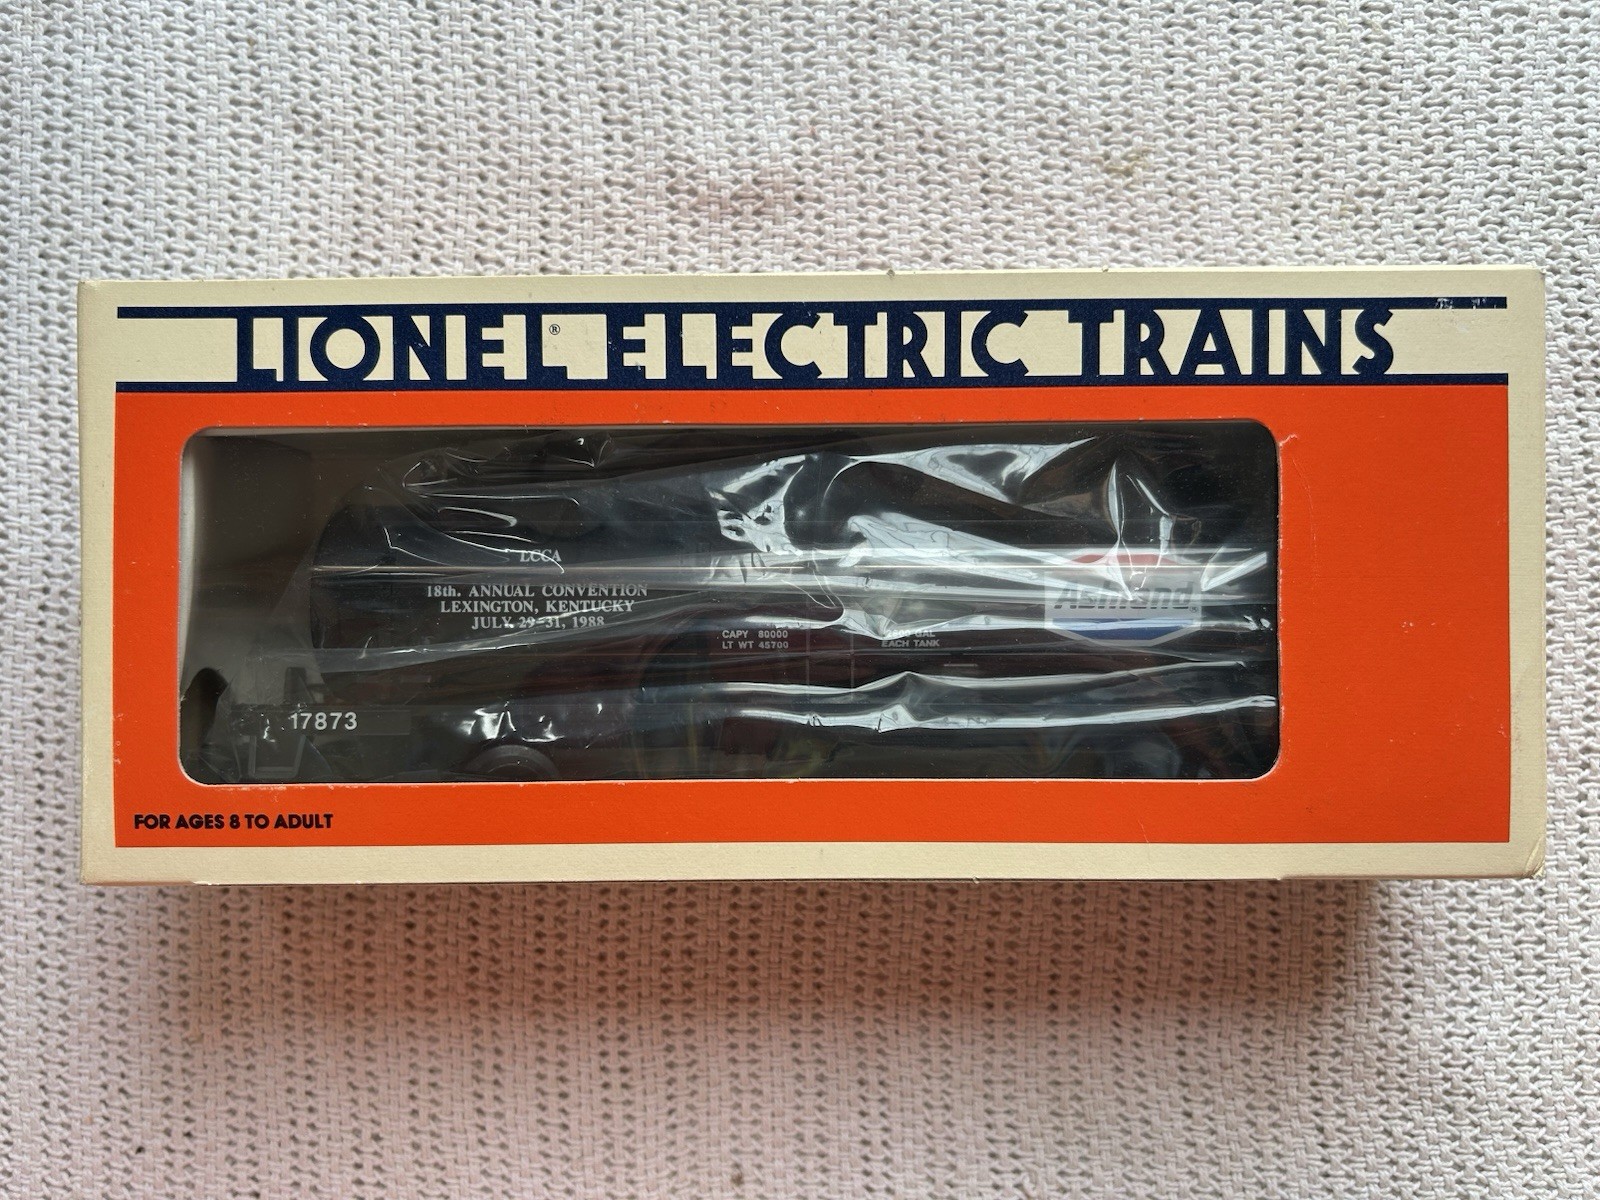 LIONEL® ELECTRIC TRAINS
LCCA
18th. ANNUAL CONVENTION
LEXINGTON, KENTUCKY
JULY 29-31, 1988
CAPY 80000
LT WT 45700
GAL
EACH TANK
Ashland®
17873
FOR AGES 8 TO ADULT